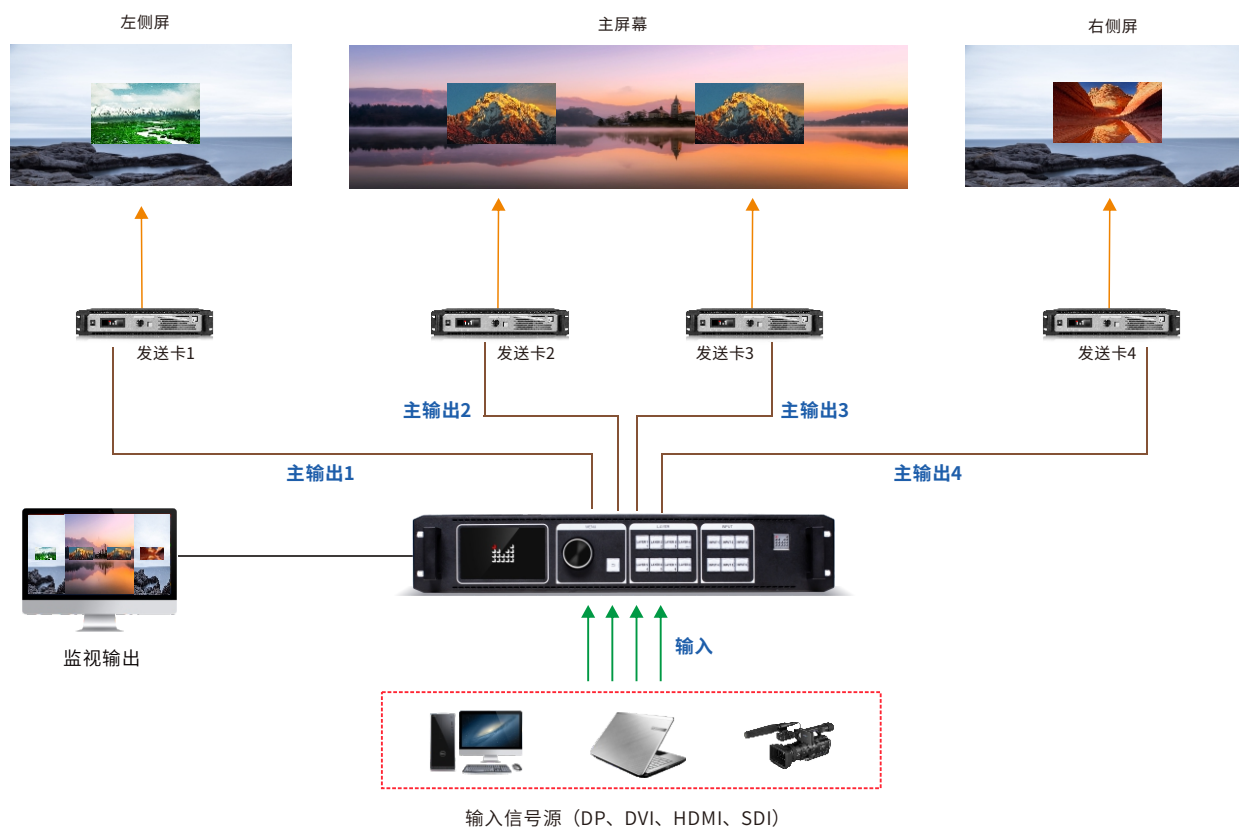 左侧屏
主屏幕
右侧屏
发送卡1
发送卡2
发送卡3
发送卡4
主输出2
主输出3
主输出1
主输出4
监视输出
输入
输入信号源（DP、DVI、HDMI、SDI）